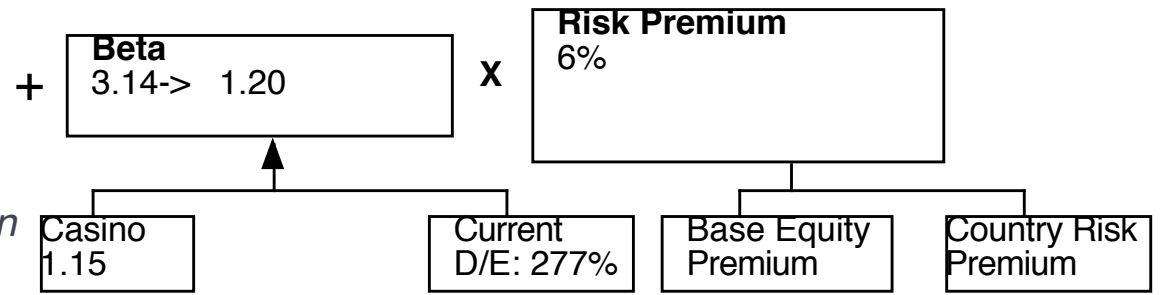 +
Beta
3.14-> 1.20
X
Risk Premium
6%
n
Casino
1.15
Current
D/E: 277%
Base Equity
Premium
Country Risk
Premium